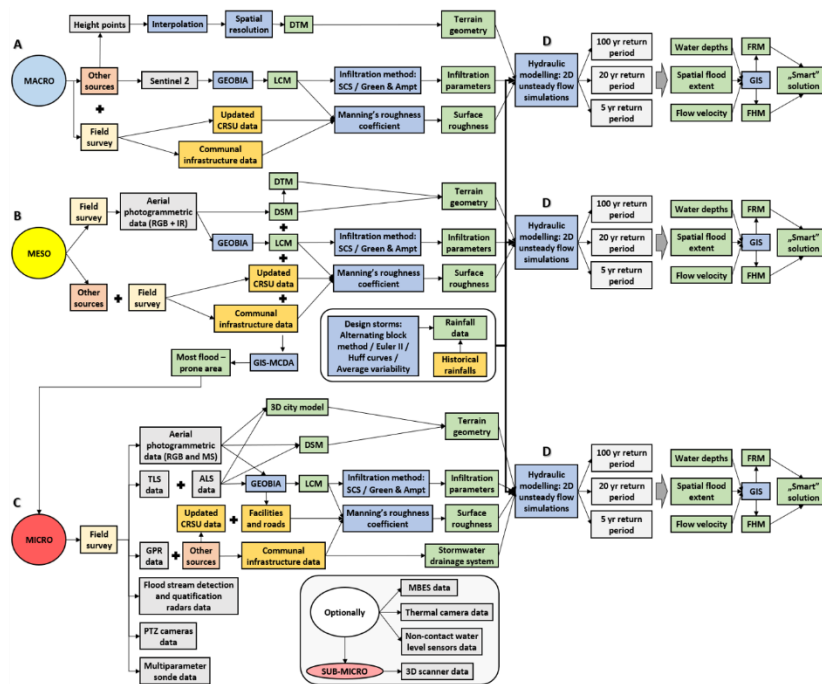 A
MACRO
Height points
Interpolation
Spatial
resolution
DTM
Terrain
geometry
Other
sources
Sentinel 2
GEOBIA
LCM
Infiltration method:
SCS / Green & Ampt
Infiltration
parameters
+
Field
survey
Updated
CRSU data
Communal
infrastructure data
Manning's roughness
coefficient
Surface
roughness
D
Hydraulic
modelling: 2D
unsteady flow
simulations
100 yr return
period
20 yr return
period
5 yr return
period
Water depths
Spatial flood
extent
Flow velocity
FRM
GIS
FHM
„Smart"
solution
B
MESO
Field
survey
Aerial
photogrammetric
data (RGB + IR)
DTM
+
DSM
+
GEOBIA
LCM
+
Terrain
geometry
Infiltration method:
SCS / Green & Ampt
Infiltration
parameters
Other
sources
+
Field
survey
Updated
CRSU data
+
Communal
infrastructure data
Manning's roughness
coefficient
Surface
roughness
D
Hydraulic
modelling: 2D
unsteady flow
simulations
100 yr return
period
20 yr return
period
5 yr return
period
Water depths
Spatial flood
extent
Flow velocity
FRM
GIS
FHM
„Smart"
solution
Most flood –
prone area
GIS-MCDA
Design storms:
Alternating block
method / Euler II /
Huff curves /
Average variability
Rainfall
data
Historical
rainfalls
C
MICRO
Field
survey
Aerial
photogrammetric
data (RGB and MS)
3D city model
DSM
Terrain
geometry
TLS
data
+
ALS
data
GEOBIA
LCM
Infiltration method:
SCS / Green & Ampt
Infiltration
parameters
Updated
CRSU data
+
Facilities
and roads
Manning's roughness
coefficient
Surface
roughness
GPR
data
+
Other
sources
Communal
infrastructure data
Stormwater
drainage system
Flood stream detection
and quatification
radars data
PTZ cameras
data
Multiparameter
sonde data
D
Hydraulic
modelling: 2D
unsteady flow
simulations
100 yr return
period
20 yr return
period
5 yr return
period
Water depths
Spatial flood
extent
Flow velocity
FRM
GIS
FHM
„Smart"
solution
Optionally
MBES data
Thermal camera data
Non-contact water
level sensors data
SUB-MICRO
3D scanner data